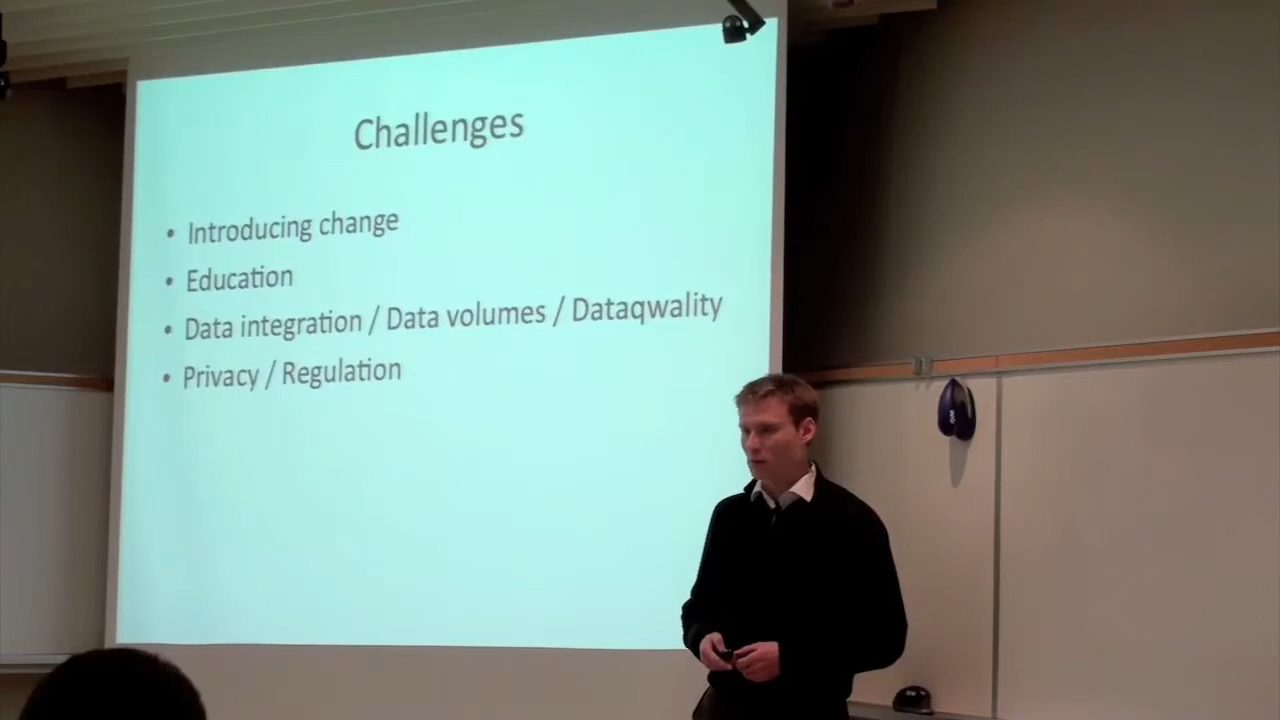 Challenges
• Introducing change
• Education
• Data integration / Data volumes / Dataqwality
• Privacy / Regulation